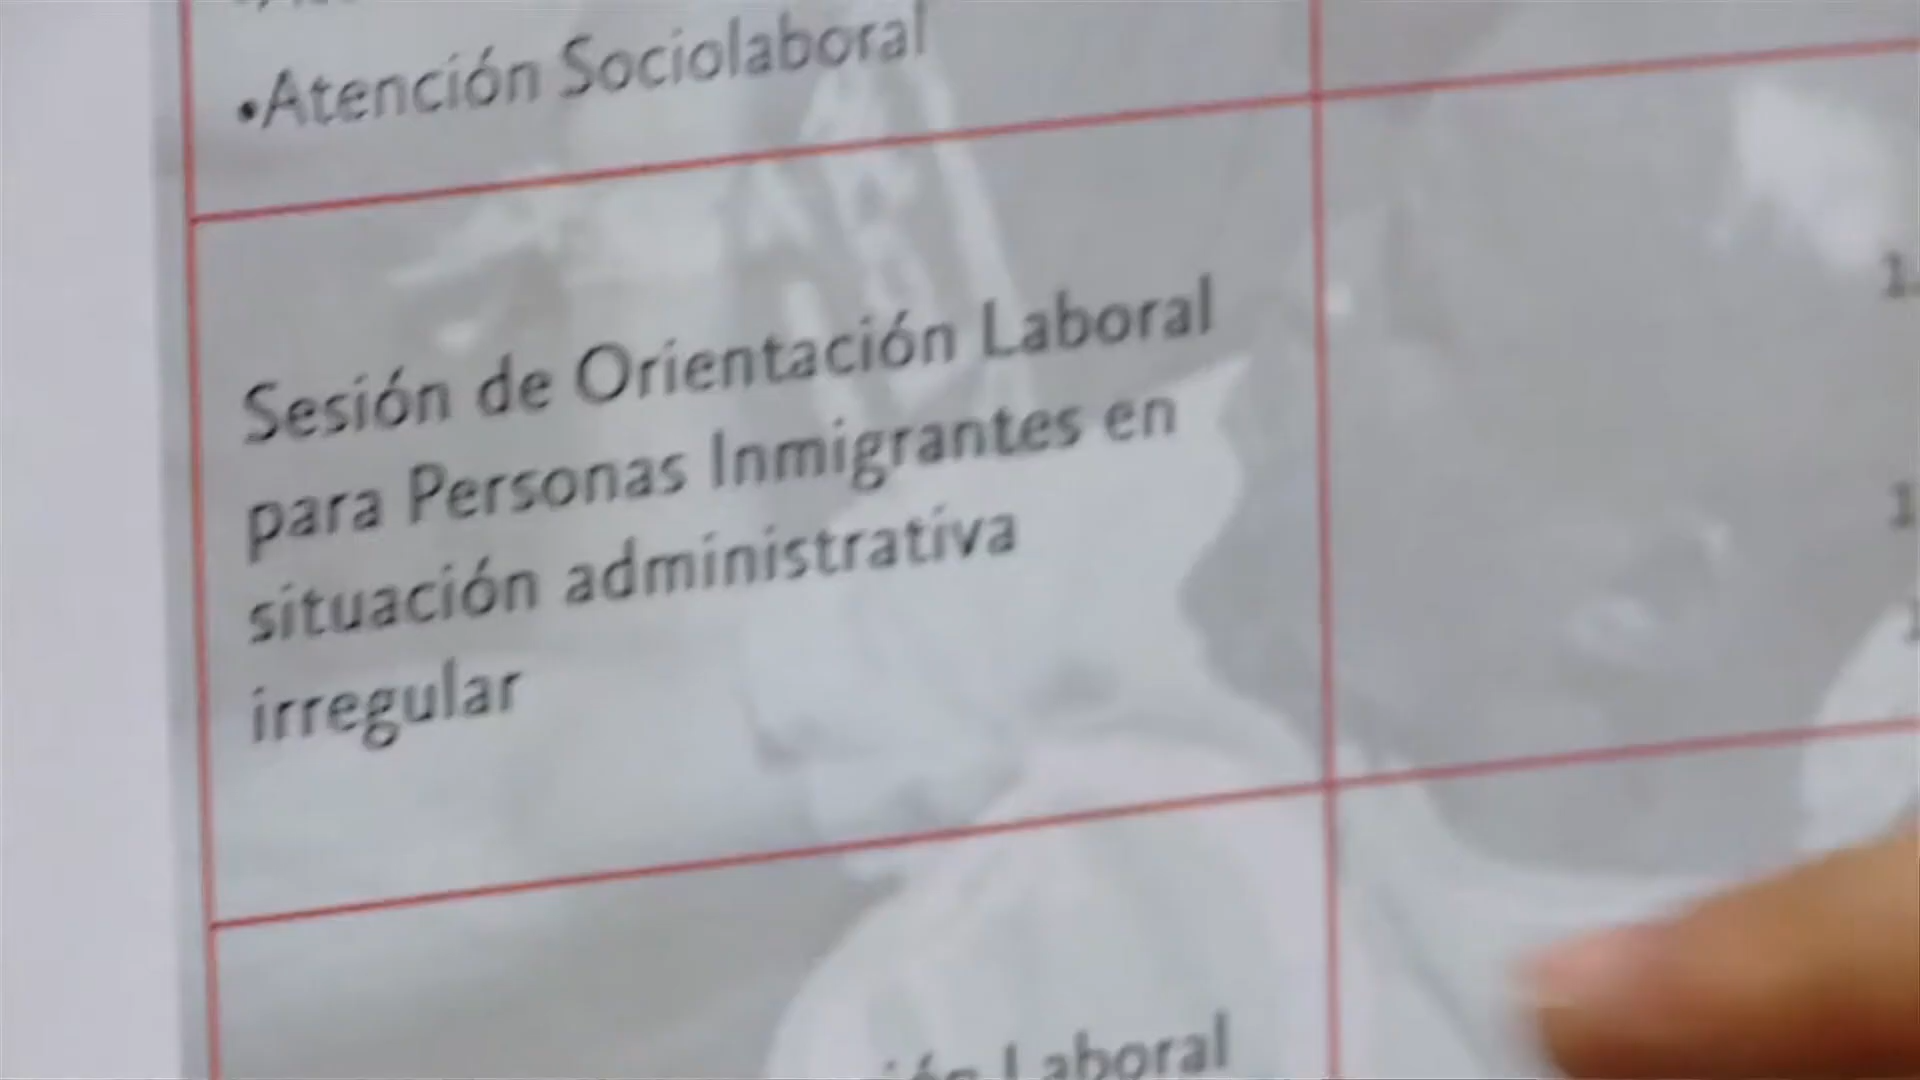 •Atención Sociolaboral
Sesión de Orientación Laboral
para Personas Inmigrantes en
situación administrativa
irregular
Laboral